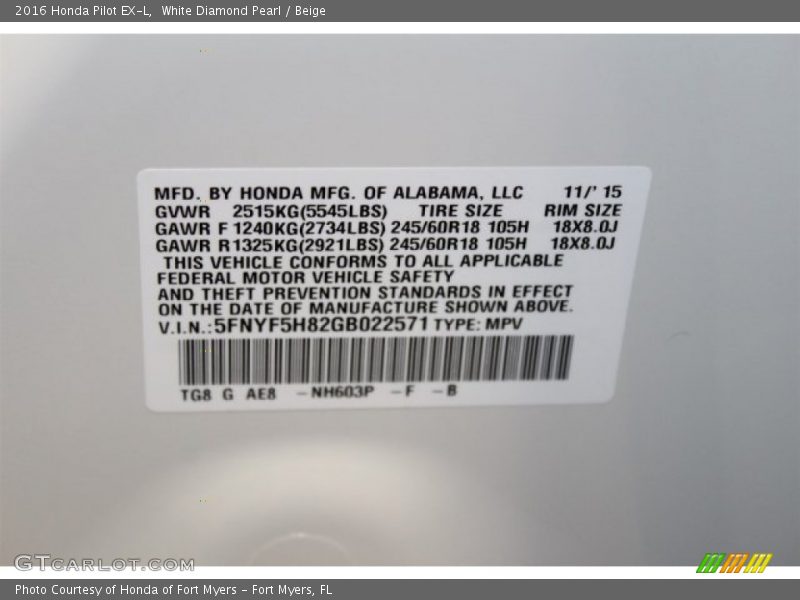 2016 Honda Pilot EX-L,  White Diamond Pearl / Beige
MFD. BY HONDA MFG. OF ALABAMA, LLC 11/' 15
GVWR 2515KG(5545LBS) TIRE SIZE RIM SIZE
GAWR F 1240KG(2734LBS) 245/60R18 105H 18X8.0J
GAWR R1325KG(2921LBS) 245/60R18 105H 18X8.0J
THIS VEHICLE CONFORMS TO ALL APPLICABLE
FEDERAL MOTOR VEHICLE SAFETY
AND THEFT PREVENTION STANDARDS IN EFFECT
ON THE DATE OF MANUFACTURE SHOWN ABOVE.
V.I.N.:5FNYF5H82GB022571 TYPE: MPV
TG8 G AE8 -NH603P -F -B
GTCARLOT.COM
Photo Courtesy of Honda of Fort Myers - Fort Myers, FL